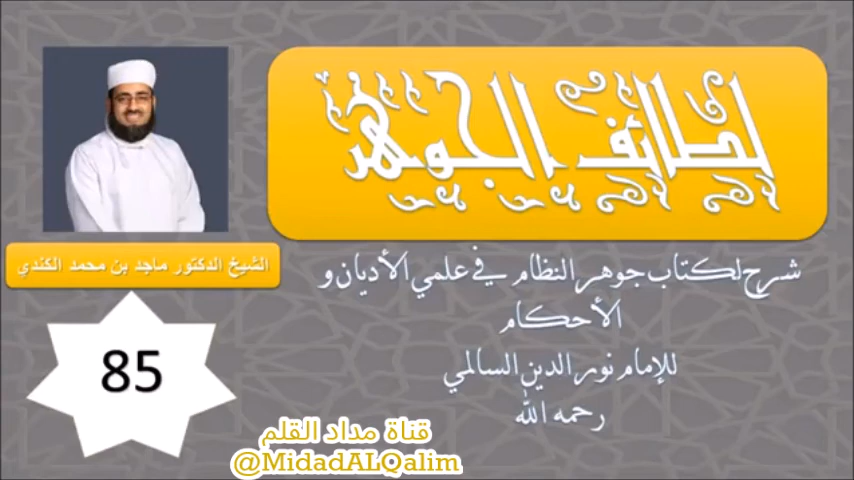 لطائف الجوهر
الشيخ الدكتور ماجد بن محمد الكندي
شرح لكتاب جوهر النظام في علمي الأديان و
الأحكام
للإمام نور الدين السالمي
رحمه الله
85
قناة مداد القلم
@MidadALQalim